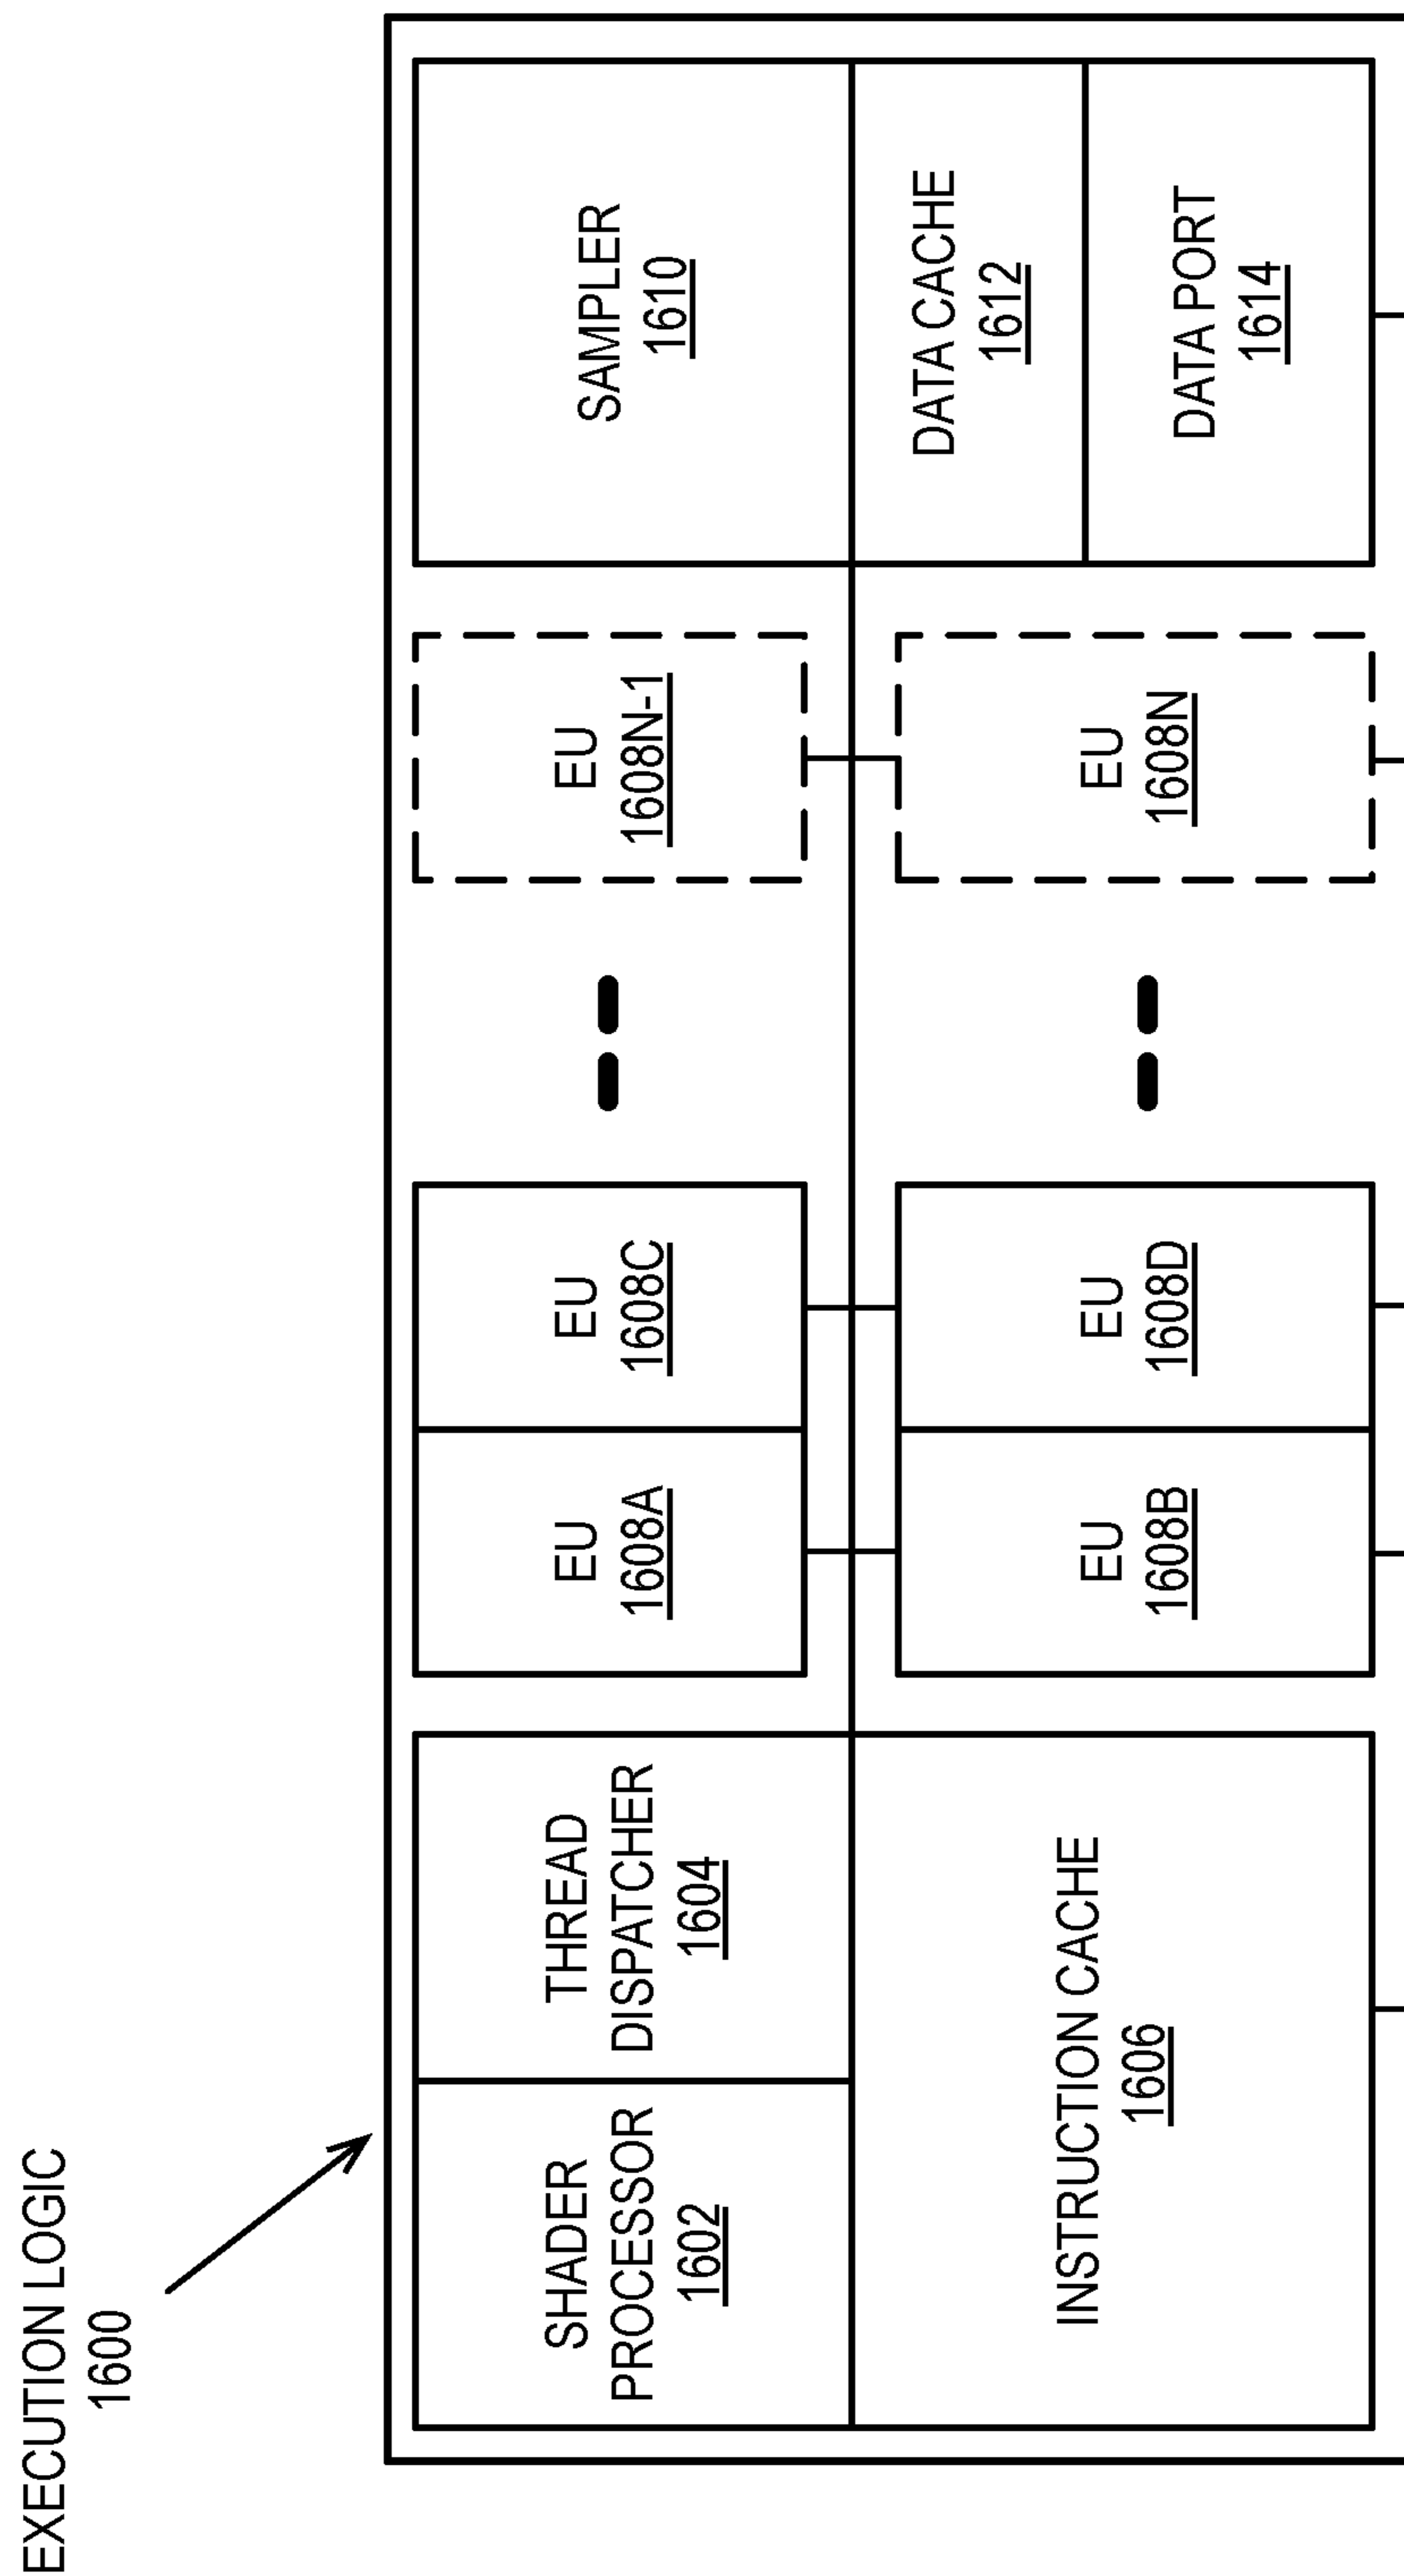 EXECUTION LOGIC
1600
SHADER
PROCESSOR
1602
THREAD
DISPATCHER
1604
INSTRUCTION CACHE
1606
EU
1608A
EU
1608C
EU
1608N-1
EU
1608B
EU
1608D
EU
1608N
SAMPLER
1610
DATA CACHE
1612
DATA PORT
1614